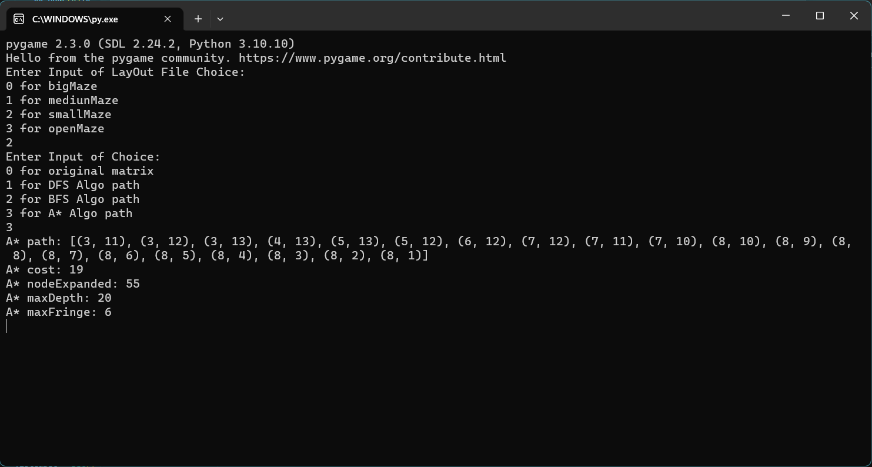 C:\WINDOWS\py.exe
pygame 2.3.0 (SDL 2.24.2, Python 3.10.10)
Hello from the pygame community. https://www.pygame.org/contribute.html
Enter Input of LayOut File Choice:
0 for bigMaze
1 for mediunMaze
2 for smallMaze
3 for openMaze
2
Enter Input of Choice:
0 for original matrix
1 for DFS Algo path
2 for BFS Algo path
3 for A* Algo path
3
A* path: [(3, 11), (3, 12), (3, 13), (4, 13), (5, 13), (5, 12), (6, 12), (7, 12), (7, 11), (7, 10), (8, 10), (8, 9), (8,
8), (8, 7), (8, 6), (8, 5), (8, 4), (8, 3), (8, 2), (8, 1)]
A* cost: 19
A* nodeExpanded: 55
A* maxDepth: 20
A* maxFringe: 6